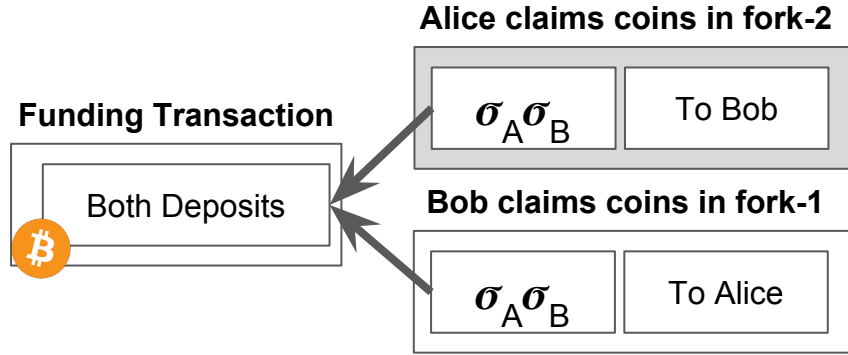 Alice claims coins in fork-2
σAσB
To Bob
Funding Transaction
Both Deposits
Bob claims coins in fork-1
σAσB
To Alice